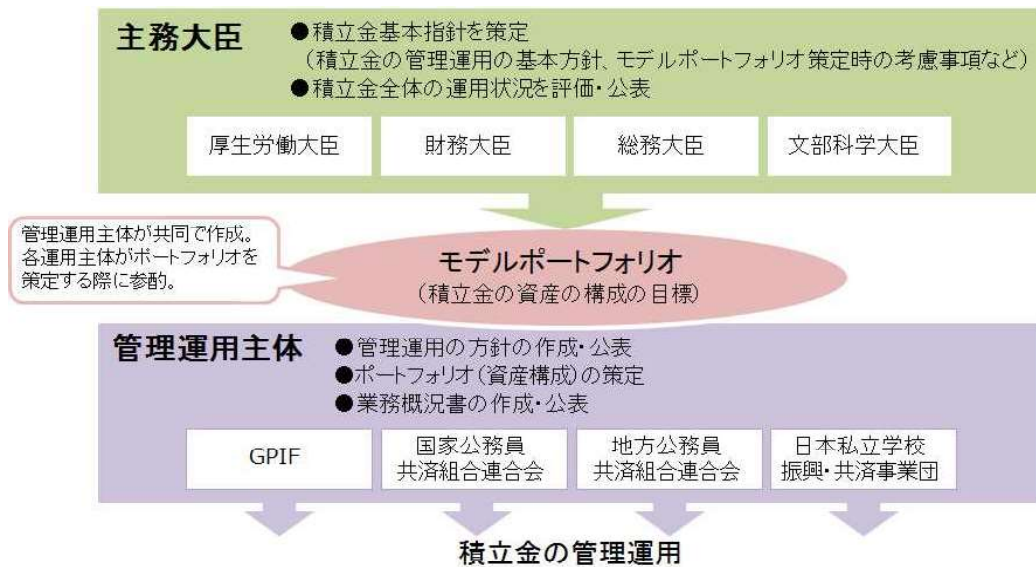 主務大臣
●積立金基本指針を策定
(積立金の管理運用の基本方針、モデルポートフォリオ策定時の考慮事項など)
●積立金全体の運用状況を評価・公表
厚生労働大臣
財務大臣
総務大臣
文部科学大臣
管理運用主体が共同で作成。
各運用主体がポートフォリオを
策定する際に参酌。
モデルポートフォリオ
(積立金の資産の構成の目標)
管理運用主体
●管理運用の方針の作成・公表
●ポートフォリオ(資産構成)の策定
●業務概況書の作成・公表
GPIF
国家公務員
共済組合連合会
地方公務員
共済組合連合会
日本私立学校
振興・共済事業団
積立金の管理運用